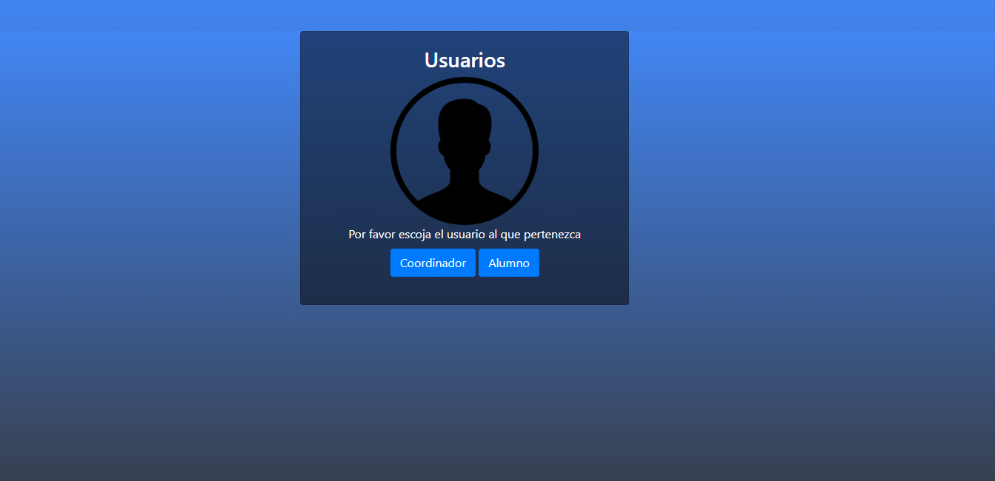 Usuarios
Por favor escoja el usuario al que pertenezca
Coordinador Alumno